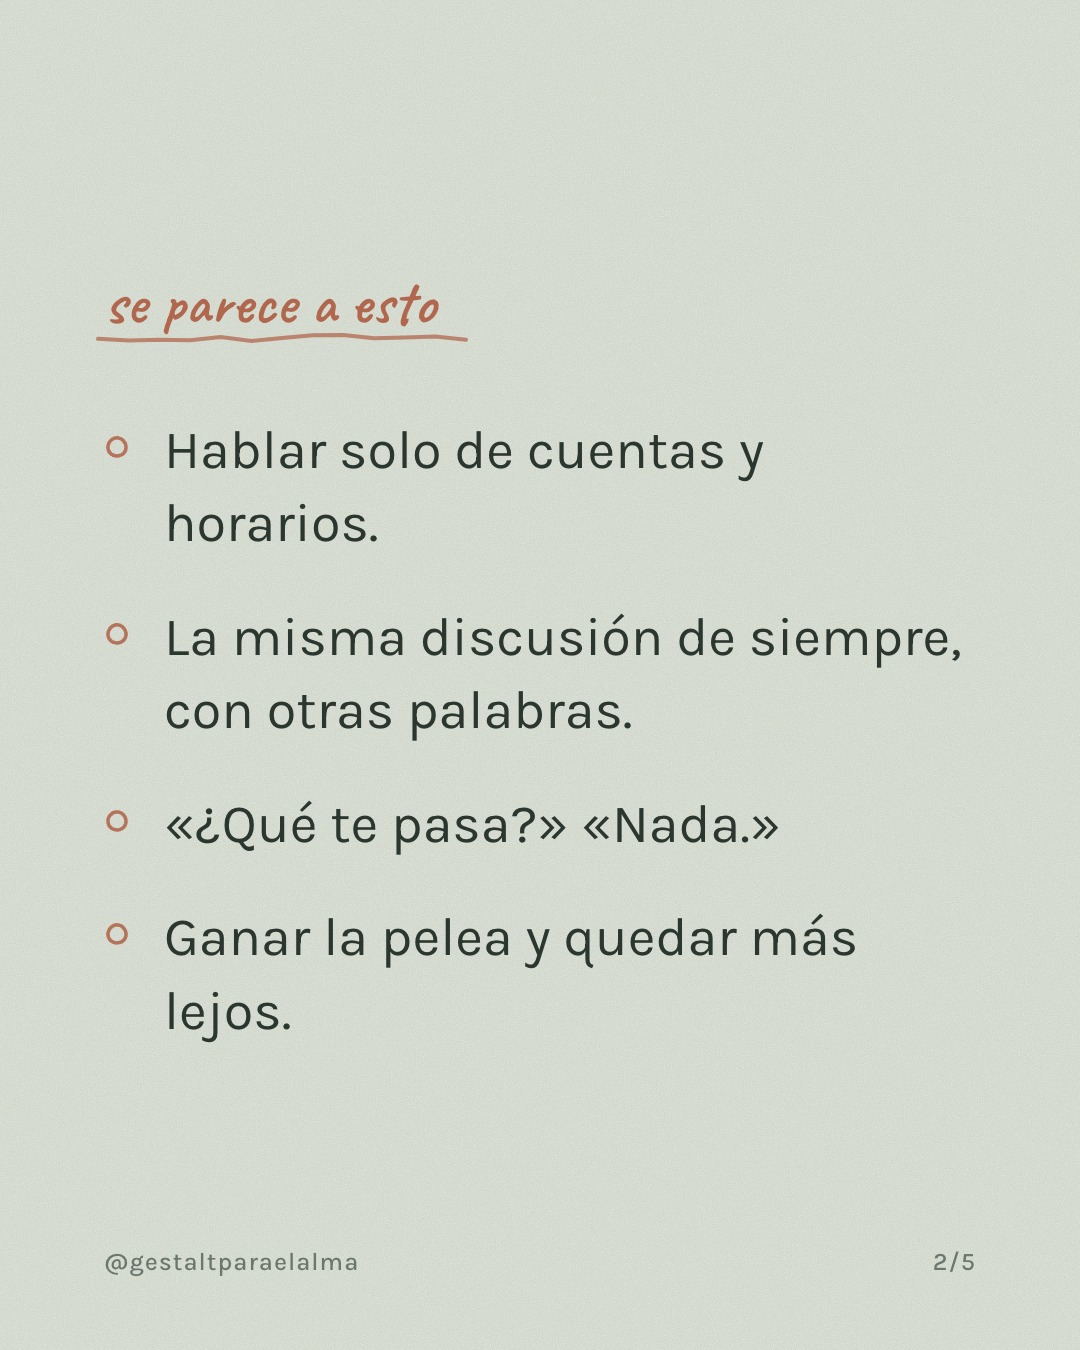 se parece a esto
Hablar solo de cuentas y
horarios.
La misma discusión de siempre,
con otras palabras.
«¿Qué te pasa?» «Nada.»
Ganar la pelea y quedar más
lejos.
@gestaltparaelalma
2/5